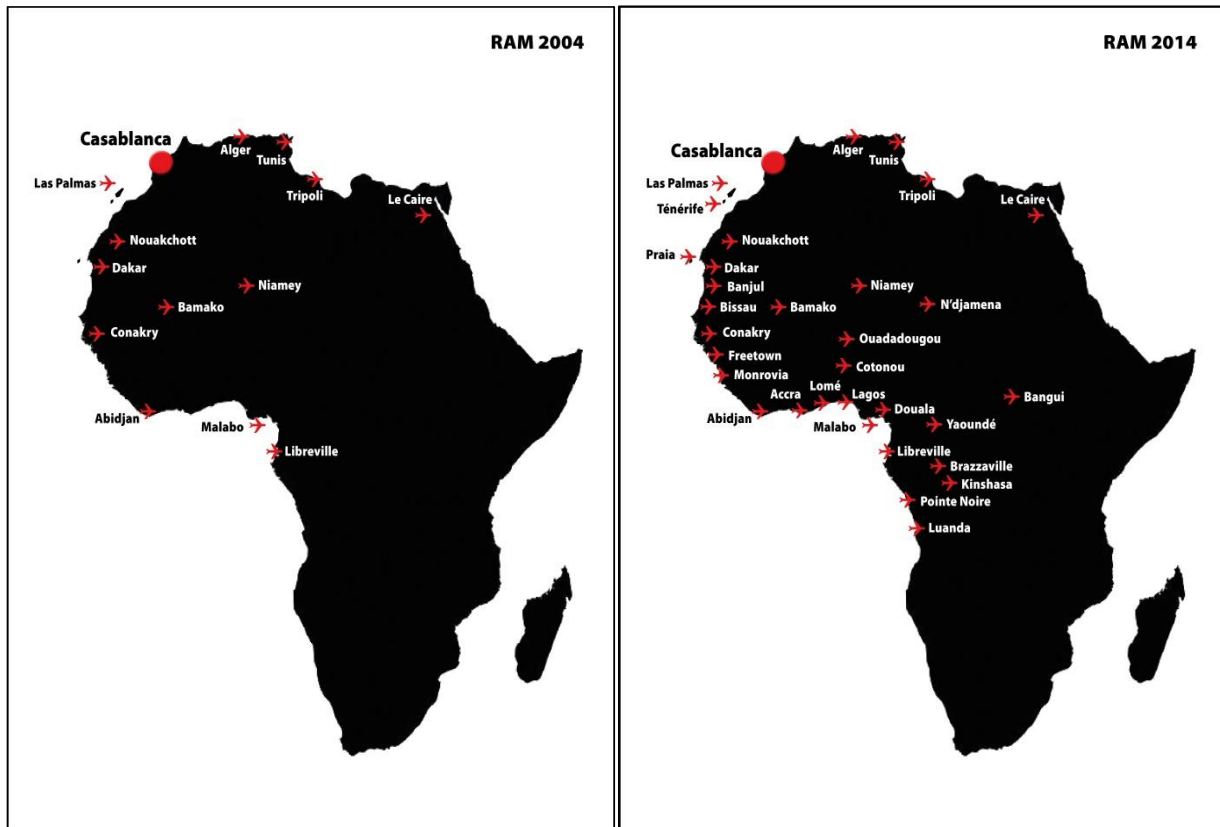 RAM 2004
Casablanca
Alger
Tunis
Las Palmas
Tripoli
Le Caire
Nouakchott
Dakar
Niamey
Bamako
Conakry
Abidjan
Malabo
Libreville
RAM 2014
Casablanca
Alger
Tunis
Las Palmas
Ténérife
Tripoli
Le Caire
Nouakchott
Praia
Dakar
Banjul
Niamey
Bissau
Bamako
N'djamena
Conakry
Ouadadougou
Freetown
Cotonou
Monrovia
Accra
Lomé
Lagos
Bangui
Abidjan
Douala
Malabo
Yaoundé
Libreville
Brazzaville
Kinshasa
Pointe Noire
Luanda